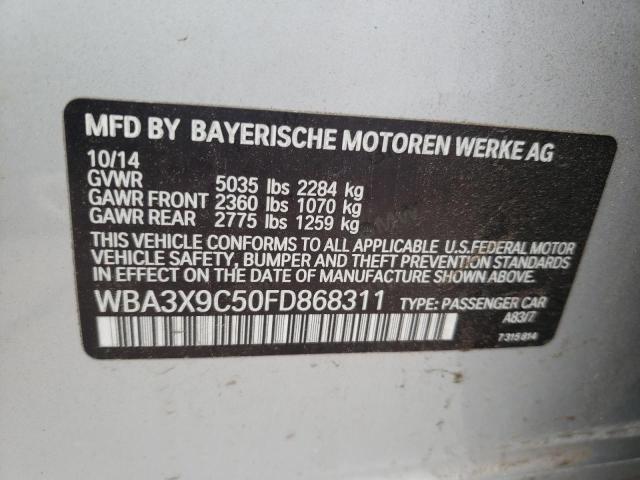 MFD BY BAYERISCHE MOTOREN WERKE AG
10/14
GVWR 5035 lbs 2284 kg
GAWR FRONT 2360 lbs 1070 kg
GAWR REAR 2775 lbs 1259 kg
THIS VEHICLE CONFORMS TO ALL APPLICABLE U.S.FEDERAL MOTOR
VEHICLE SAFETY, BUMPER AND THEFT PREVENTION STANDARDS
IN EFFECT ON THE DATE OF MANUFACTURE SHOWN ABOVE.
WBA3X9C50FD868311 TYPE: PASSENGER CAR
A83/7
7315814